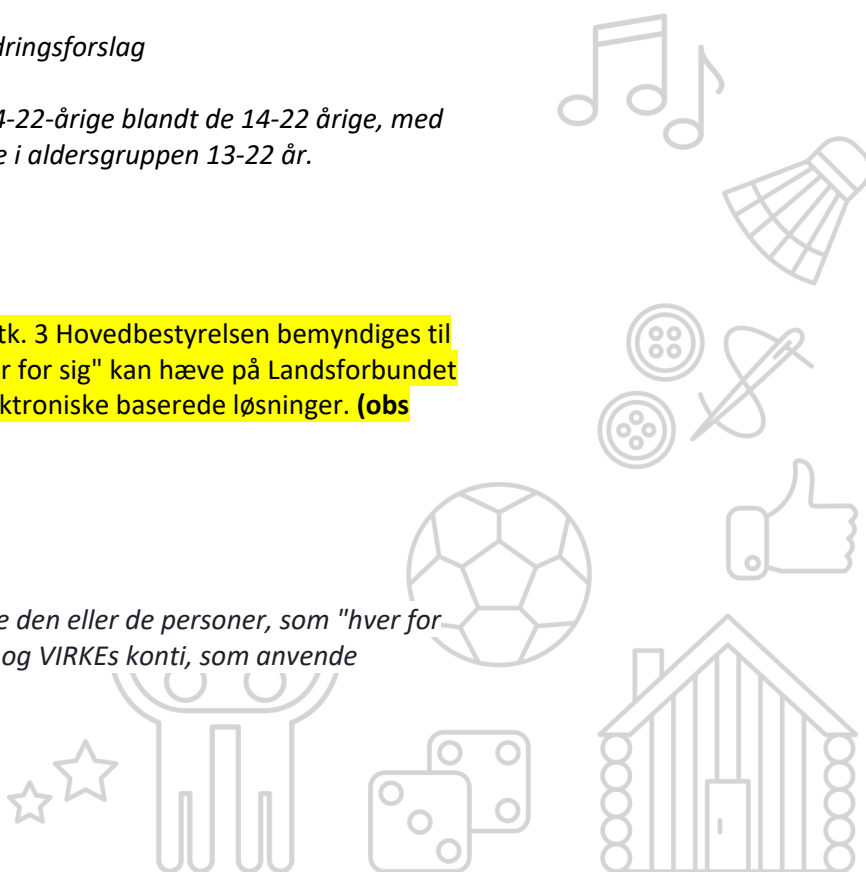 dringsforslag
4-22-årige blandt de 14-22 årige, med
e i aldersgruppen 13-22 år.
tk. 3 Hovedbestyrelsen bemyndiges til
r for sig" kan hæve på Landsforbundet
ktroniske baserede løsninger. (obs
e den eller de personer, som "hver for
og VIRKEs konti, som anvende